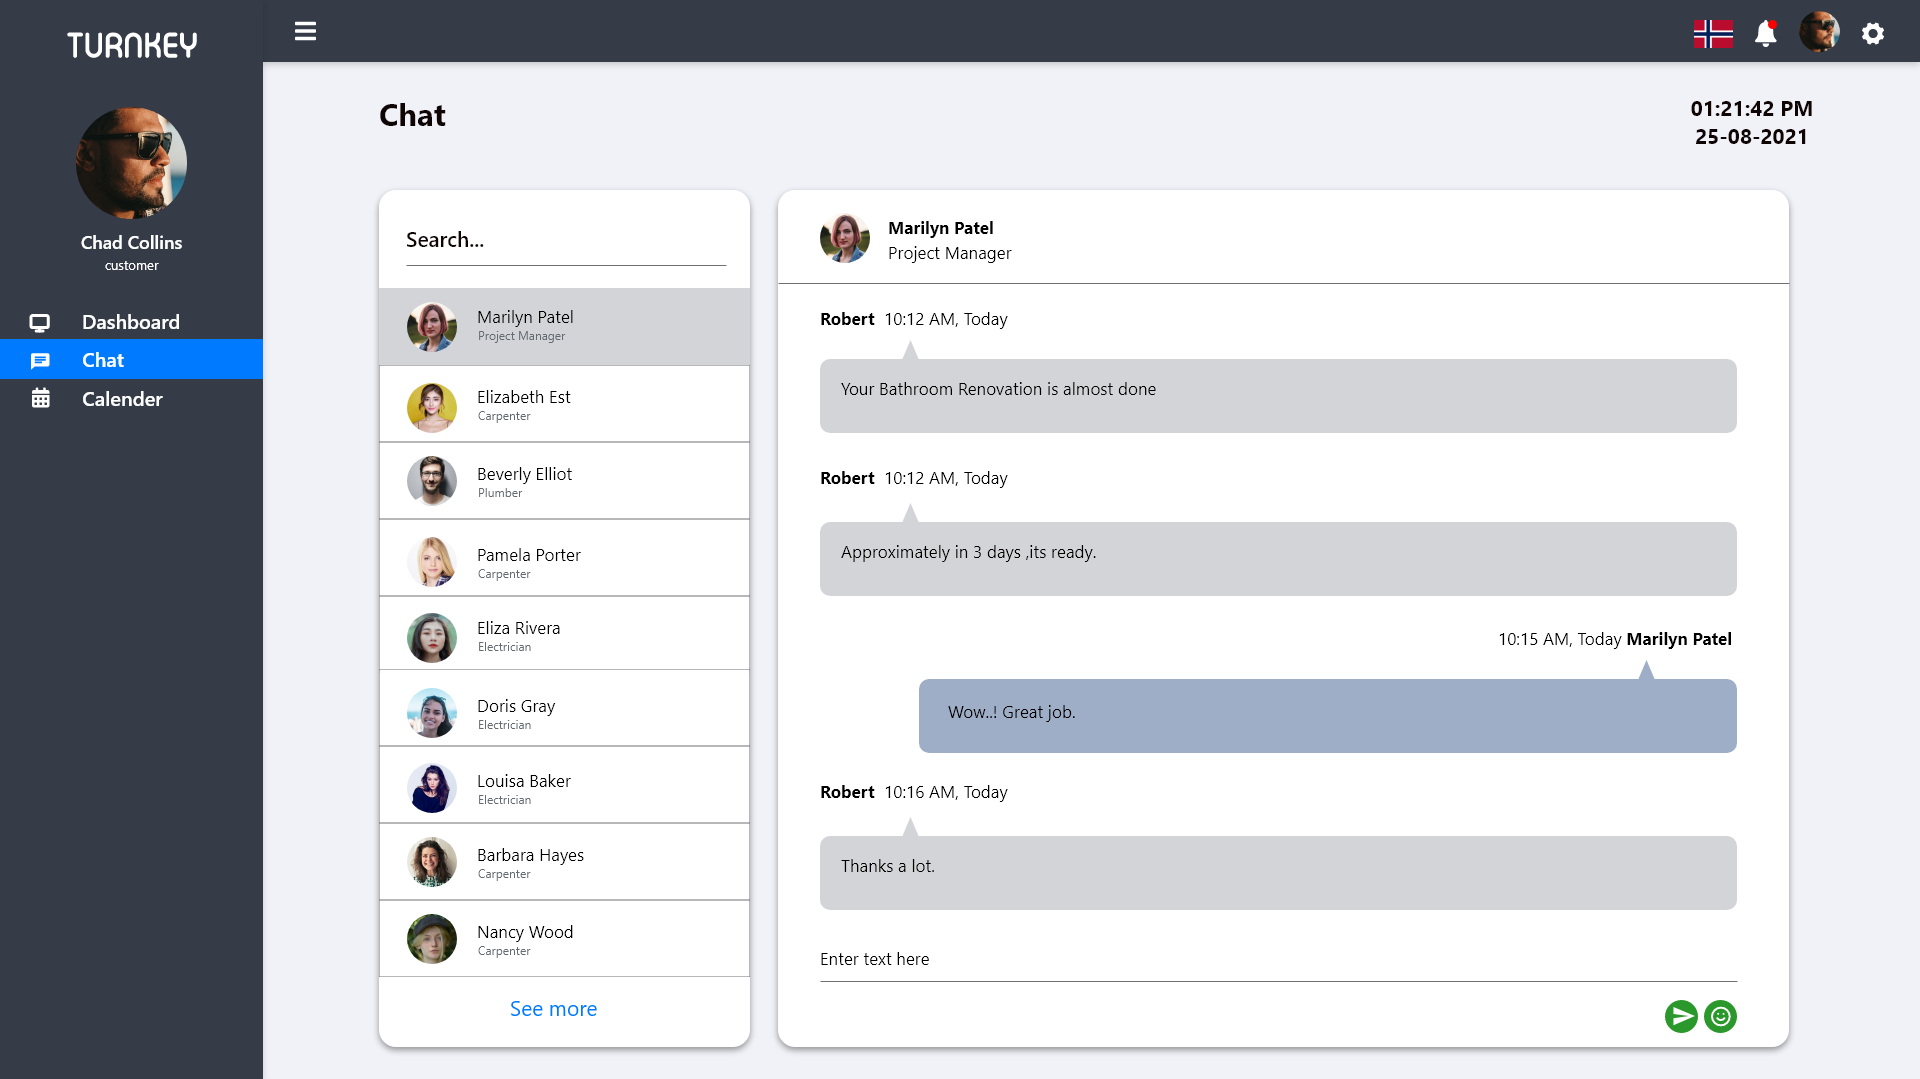 TURNKEY
Chad Collins
customer
Dashboard
Chat
Calender
Chat
01:21:42 PM
25-08-2021
Search...
Marilyn Patel
Project Manager
Elizabeth Est
Carpenter
Beverly Elliot
Plumber
Pamela Porter
Carpenter
Eliza Rivera
Electrician
Doris Gray
Electrician
Louisa Baker
Electrician
Barbara Hayes
Carpenter
Nancy Wood
Carpenter
See more
Marilyn Patel
Project Manager
Robert 10:12 AM, Today
Your Bathroom Renovation is almost done
Robert 10:12 AM, Today
Approximately in 3 days ,its ready.
10:15 AM, Today Marilyn Patel
Wow..! Great job.
Robert 10:16 AM, Today
Thanks a lot.
Enter text here